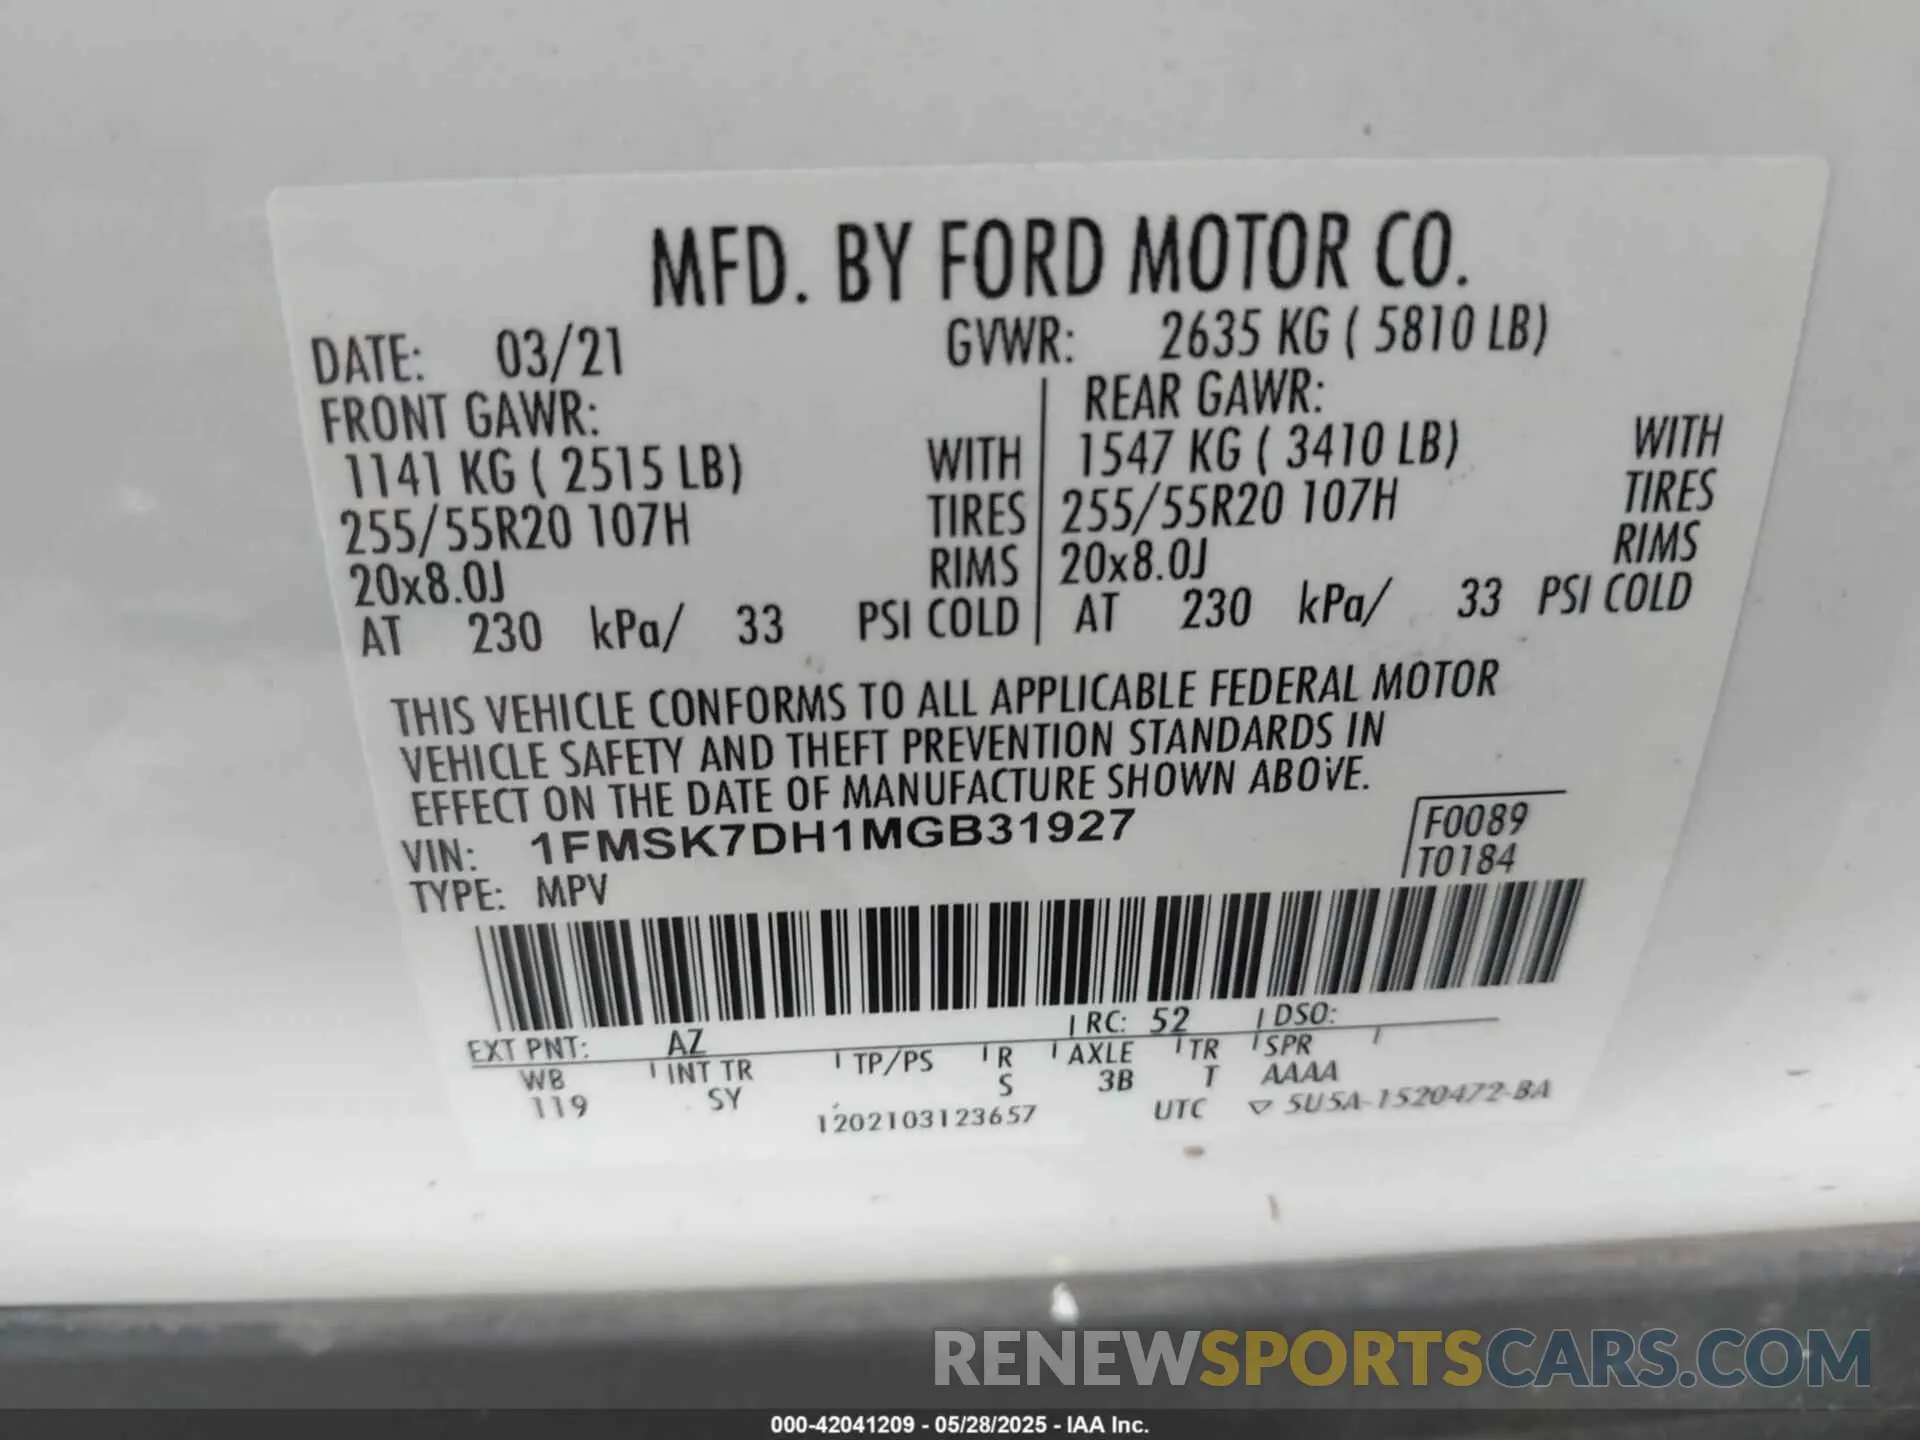 MFD. BY FORD MOTOR CO.
DATE: 03/21 GVWR: 2635 KG ( 5810 LB)
FRONT GAWR: REAR GAWR:
1141 KG ( 2515 LB) WITH 1547 KG ( 3410 LB) WITH
255/55R20 107H TIRES 255/55R20 107H TIRES
20x8.0J RIMS 20x8.0J RIMS
AT 230 kPa/ 33 PSI COLD AT 230 kPa/ 33 PSI COLD
THIS VEHICLE CONFORMS TO ALL APPLICABLE FEDERAL MOTOR
VEHICLE SAFETY AND THEFT PREVENTION STANDARDS IN
EFFECT ON THE DATE OF MANUFACTURE SHOWN ABOVE.
VIN: 1FMSK7DH1MGB31927 F0089
TYPE: MPV T0184
EXT PNT: AZ RC: 52 DSO:
WB INT TR TP/PS R AXLE TR SPR
119 SY S 3B T AAAA
1202103123657 UTC ▽ 5U5A-1520472-BA
RENEWSPORTSCARS.COM
000-42041209 - 05/28/2025 - IAA Inc.